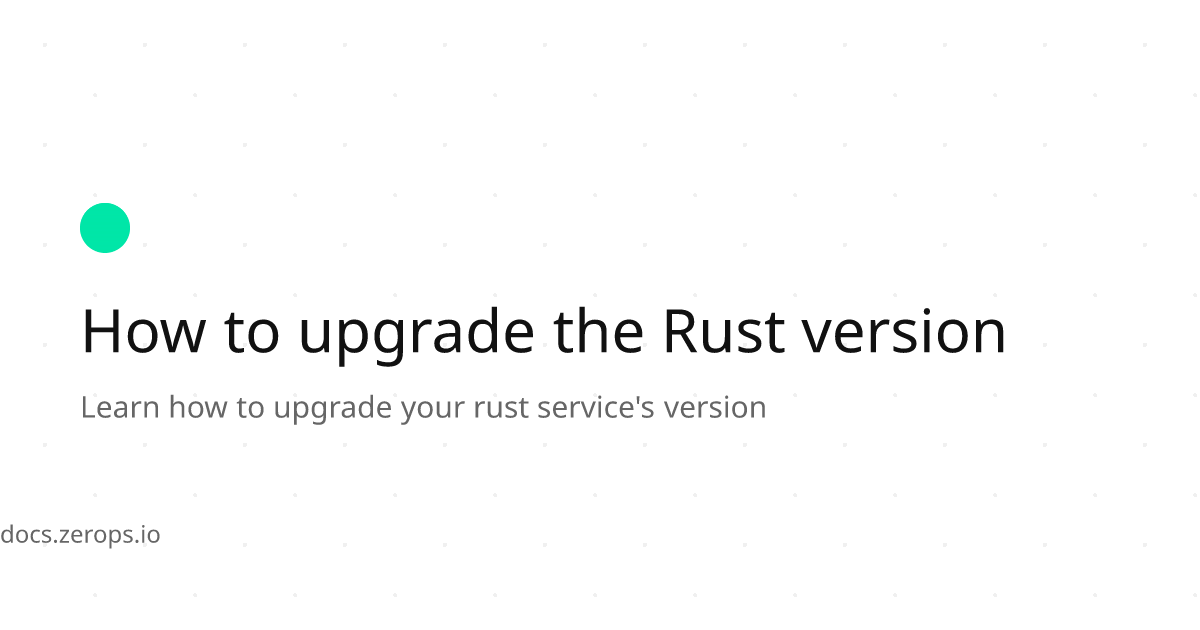 How to upgrade the Rust version
Learn how to upgrade your rust service's version
docs.zerops.io